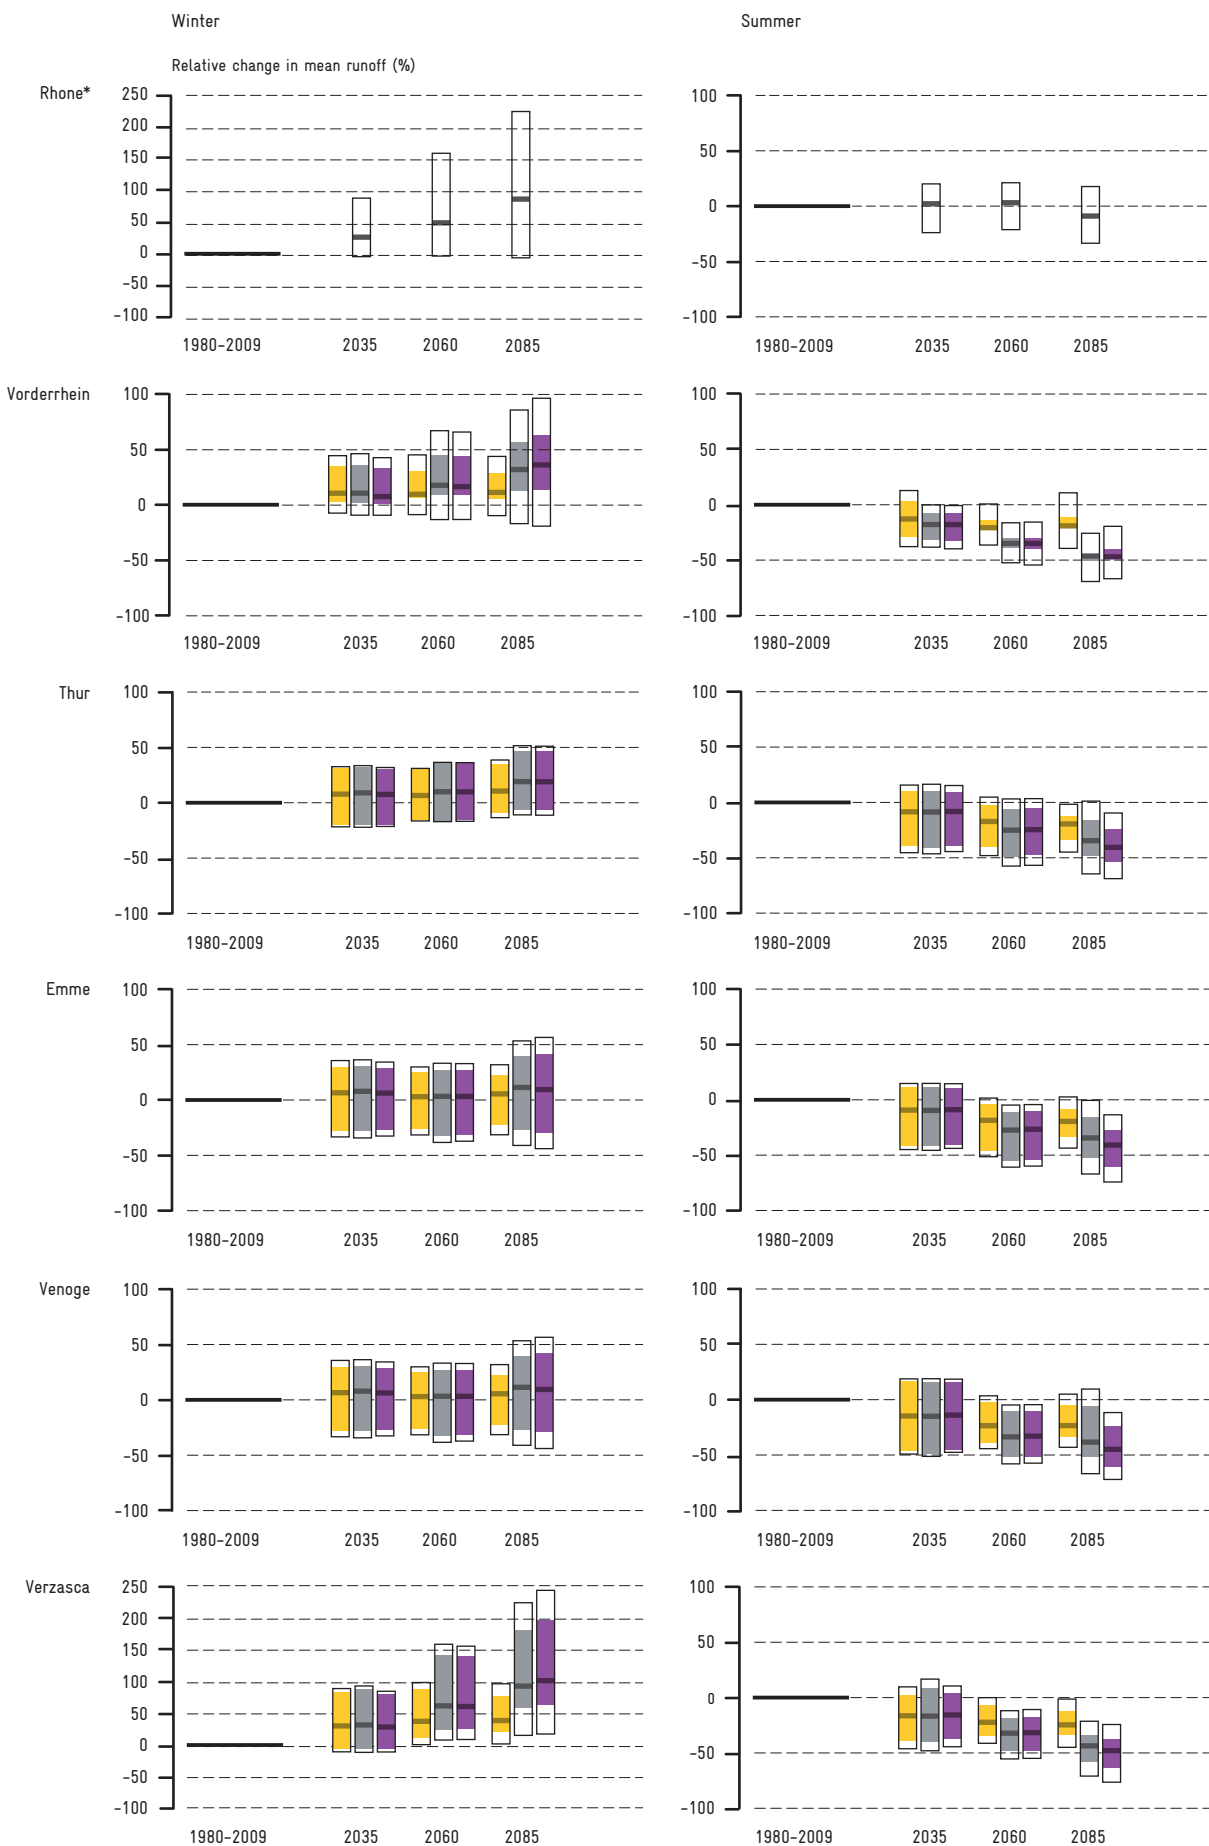 Winter Summer
Relative change in mean runoff (%)
Rhone* 250 100
200
150 50
100
50 0
0
-50 -50
-100 -100
1980-2009 2035 2060 2085 1980-2009 2035 2060 2085
Vorderrhein 100 100
50 50
0 0
-50 -50
-100 -100
1980-2009 2035 2060 2085 1980-2009 2035 2060 2085
Thur 100 100
50 50
0 0
-50 -50
-100 -100
1980-2009 2035 2060 2085 1980-2009 2035 2060 2085
Emme 100 100
50 50
0 0
-50 -50
-100 -100
1980-2009 2035 2060 2085 1980-2009 2035 2060 2085
Venoge 100 100
50 50
0 0
-50 -50
-100 -100
1980-2009 2035 2060 2085 1980-2009 2035 2060 2085
Verzasca 250 100
200
150 50
100
50 0
0
-50 -50
-100 -100
1980-2009 2035 2060 2085 1980-2009 2035 2060 2085